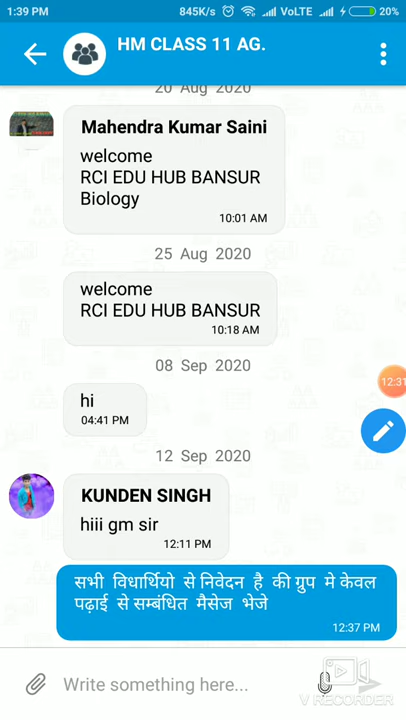 1:39 PM 845K/s VoLTE 20%
HM CLASS 11 AG.
20 Aug 2020
Mahendra Kumar Saini
welcome
RCI EDU HUB BANSUR
Biology
10:01 AM
25 Aug 2020
welcome
RCI EDU HUB BANSUR
10:18 AM
08 Sep 2020
12:31
hi
04:41 PM
12 Sep 2020
KUNDEN SINGH
hiii gm sir
12:11 PM
सभी विधार्थियो से निवेदन है की ग्रुप मे केवल
पढ़ाई से सम्बंधित मैसेज भेजे
12:37 PM
Write something here...
V RECORDER